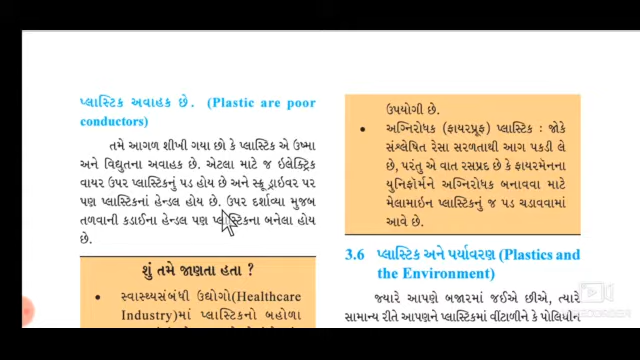 પ્લાસ્ટિક અવાહક છે. (Plastic are poor
conductors)
તમે આગળ શીખી ગયા છો કે પ્લાસ્ટિક એ ઉષ્મા
અને વિદ્યુતના અવાહક છે. એટલા માટે જ ઇલેક્ટ્રિક
વાયર ઉપર પ્લાસ્ટિકનું પડ હોય છે અને સ્ક્રૂ ડ્રાઇવર પર
પણ પ્લાસ્ટિકનાં હેન્ડલ હોય છે. ઉપર દર્શાવ્યા મુજબ
તળવાની કડાઈના હેન્ડલ પણ પ્લાસ્ટિકના બનેલા હોય
છે.
શું તમે જાણતા હતા ?
• સ્વાસ્થ્યસંબંધી ઉદ્યોગો (Healthcare
Industry)માં પ્લાસ્ટિકનો બહોળા
ઉપયોગી છે.
• અગ્નિરોધક (ફાયરપ્રૂફ) પ્લાસ્ટિક : જોકે
સંશ્લેષિત રેસા સરળતાથી આગ પકડી લે
છે, પરંતુ એ વાત રસપ્રદ છે કે ફાયરમેનના
યુનિફૉર્મને અગ્નિરોધક બનાવવા માટે
મેલામાઇન પ્લાસ્ટિકનું જ પડ ચડાવવામાં
આવે છે.
3.6 પ્લાસ્ટિક અને પર્યાવરણ (Plastics and
the Environment)
જ્યારે આપણે બજારમાં જઈએ છીએ, ત્યારે
સામાન્ય રીતે આપણને પ્લાસ્ટિકમાં વીંટાળીને કે પોલિથીન